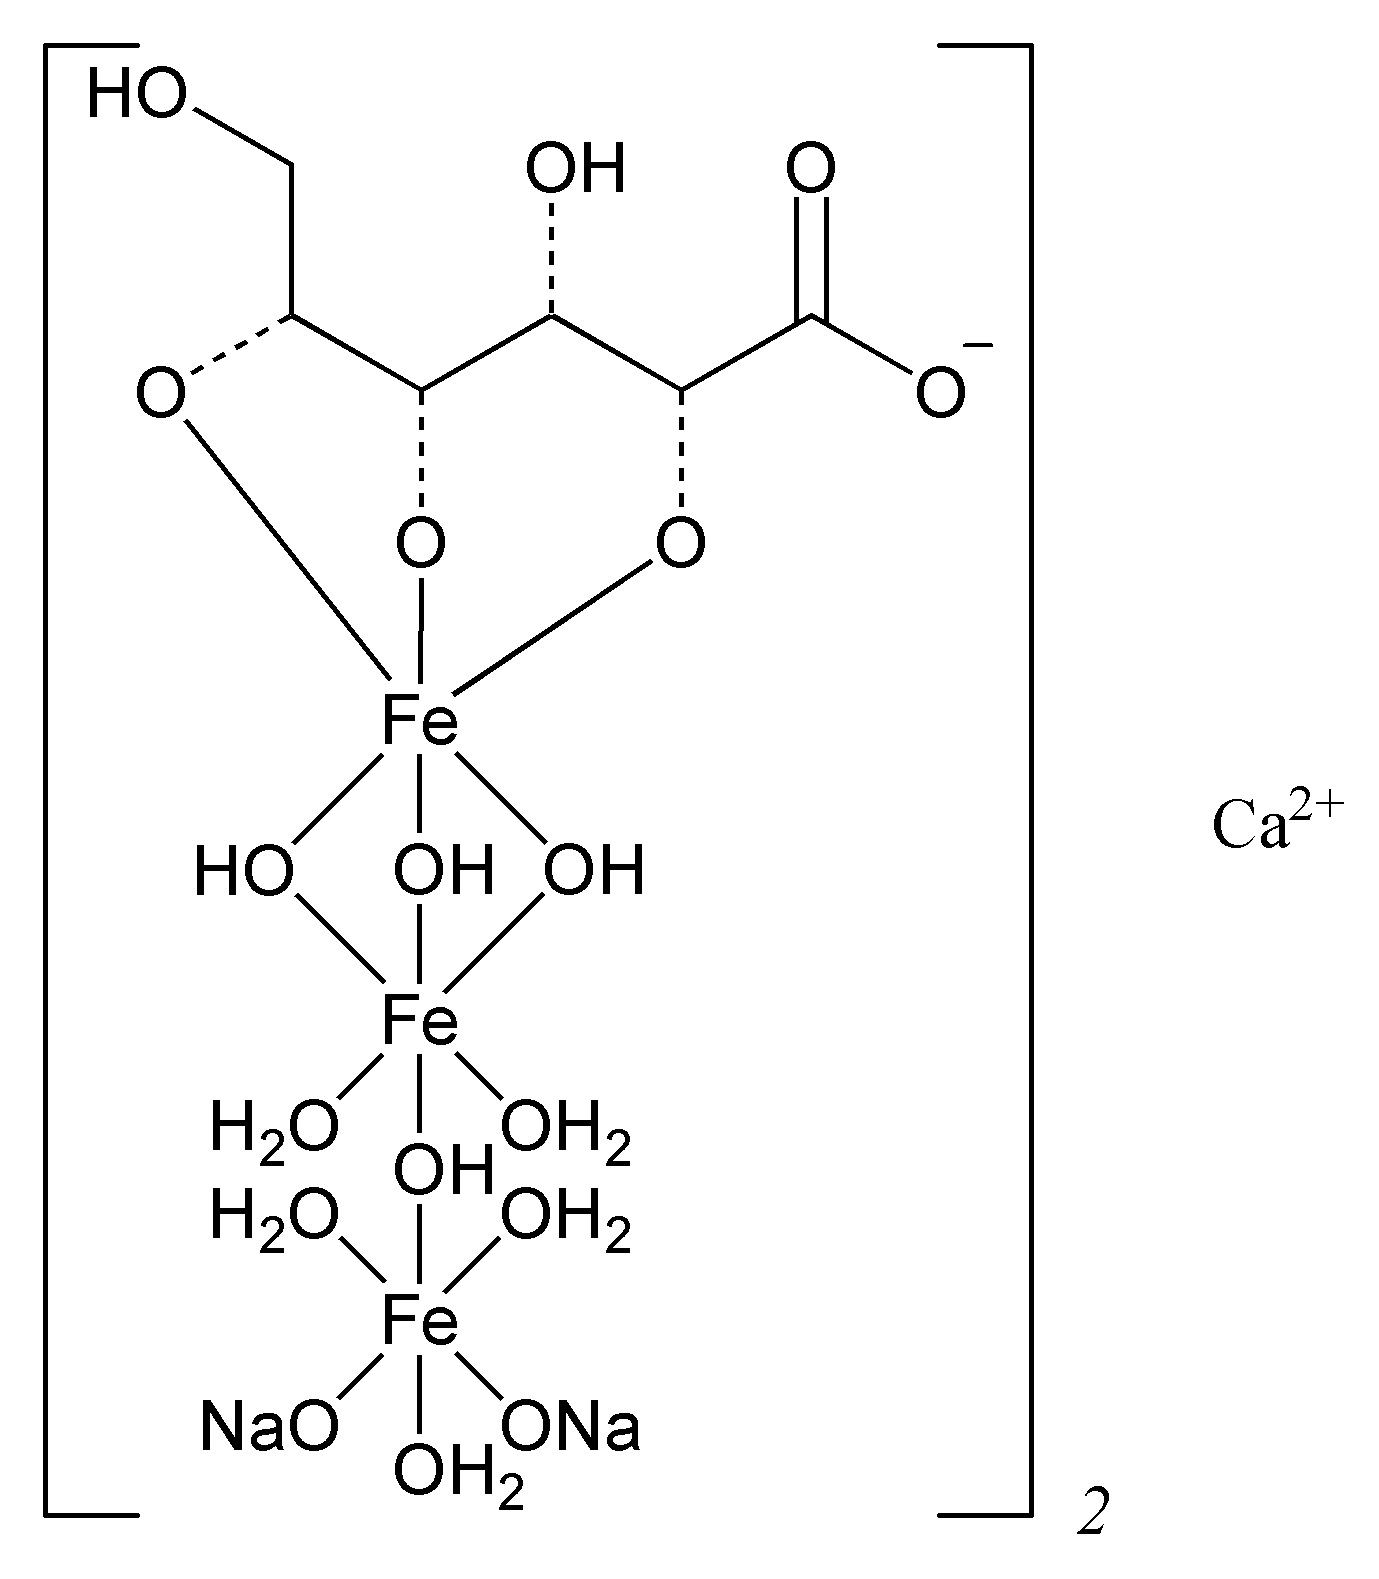 HO
OH O
O O⁻
O O
Fe
HO OH OH
Fe
H₂O OH₂
OH
H₂O OH₂
Fe
NaO ONa
OH₂
2
Ca²⁺